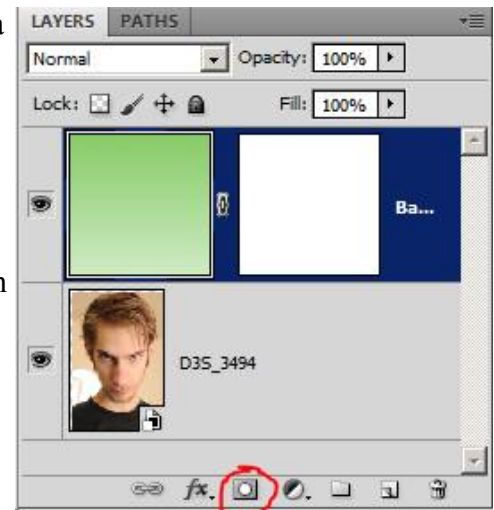 a
LAYERS PATHS
Normal Opacity: 100%
Lock: Fill: 100%
Ba...
n
D3S_3494
fx.